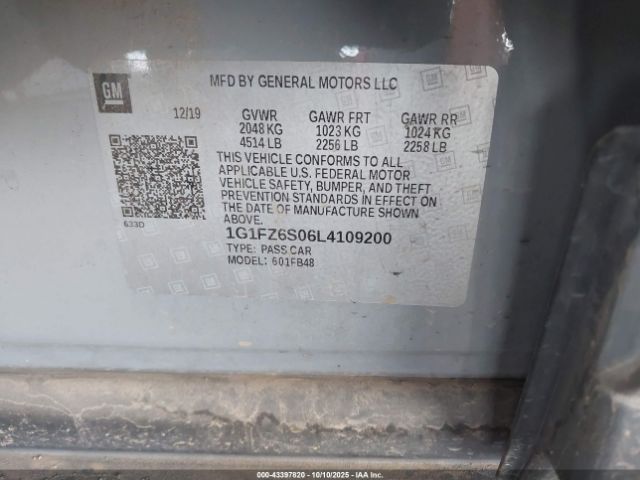 GM
MFD BY GENERAL MOTORS LLC
12/19 GVWR GAWR FRT GAWR RR
2048 KG 1023 KG 1024 KG
4514 LB 2256 LB 2258 LB
THIS VEHICLE CONFORMS TO ALL
APPLICABLE U.S. FEDERAL MOTOR
VEHICLE SAFETY, BUMPER, AND THEFT
PREVENTION STANDARDS IN EFFECT ON
THE DATE OF MANUFACTURE SHOWN
ABOVE.
633D
1G1FZ6S06L4109200
TYPE: PASS CAR
MODEL: 601FB48
000-43397820 - 10/10/2025 - www.iaai.com